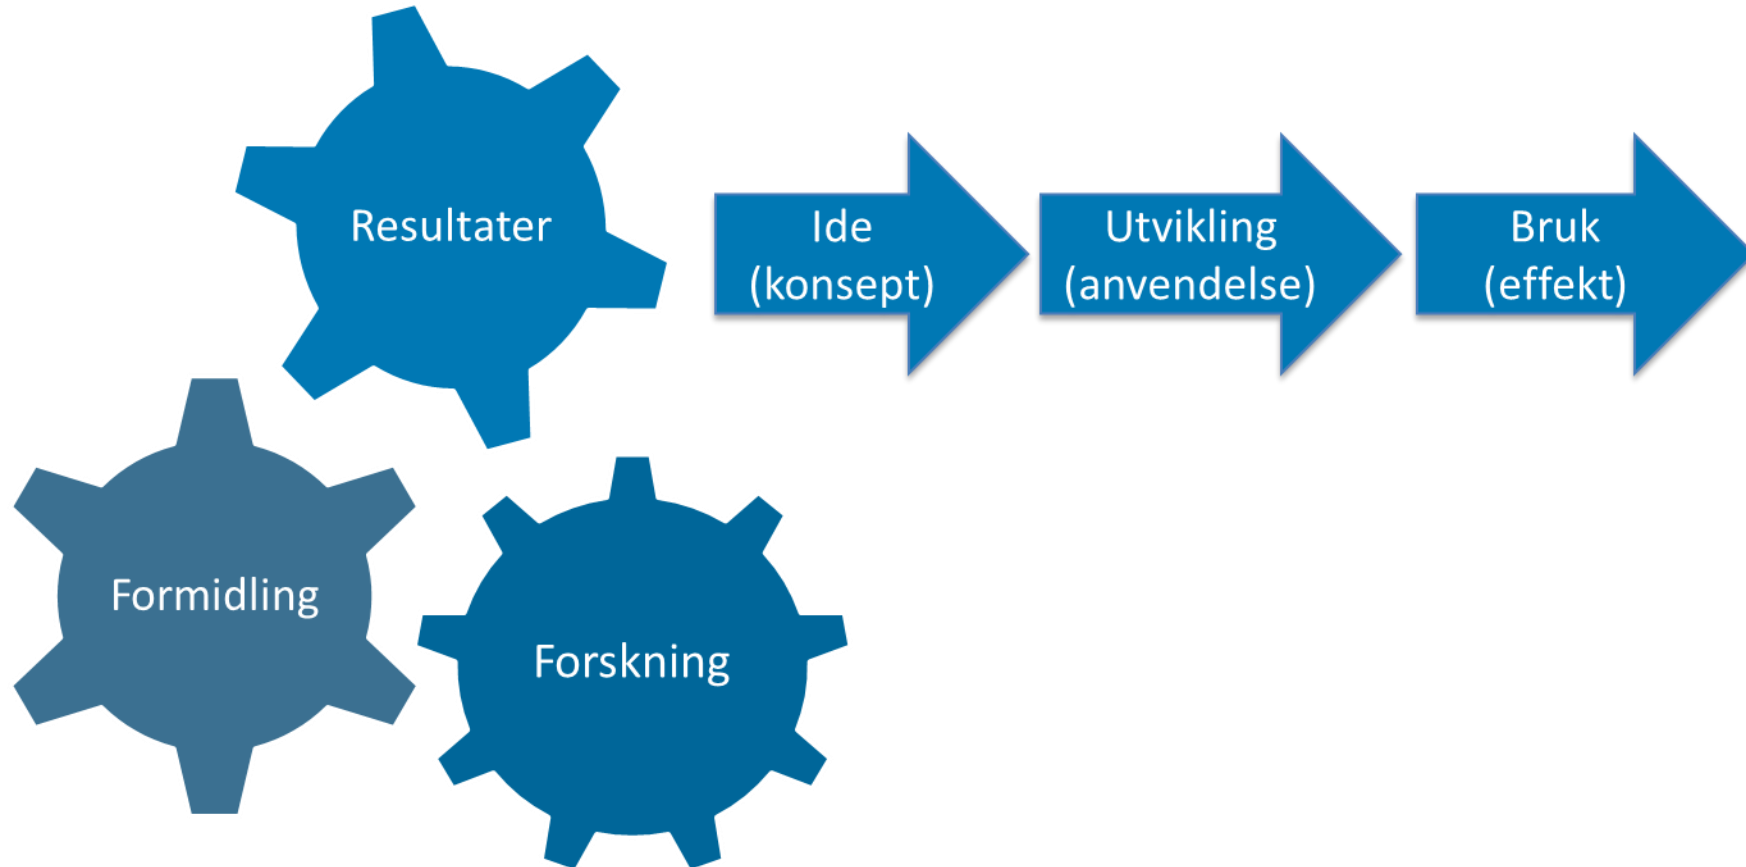 Resultater
Ide
(konsept)
Utvikling
(anvendelse)
Bruk
(effekt)
Formidling
Forskning